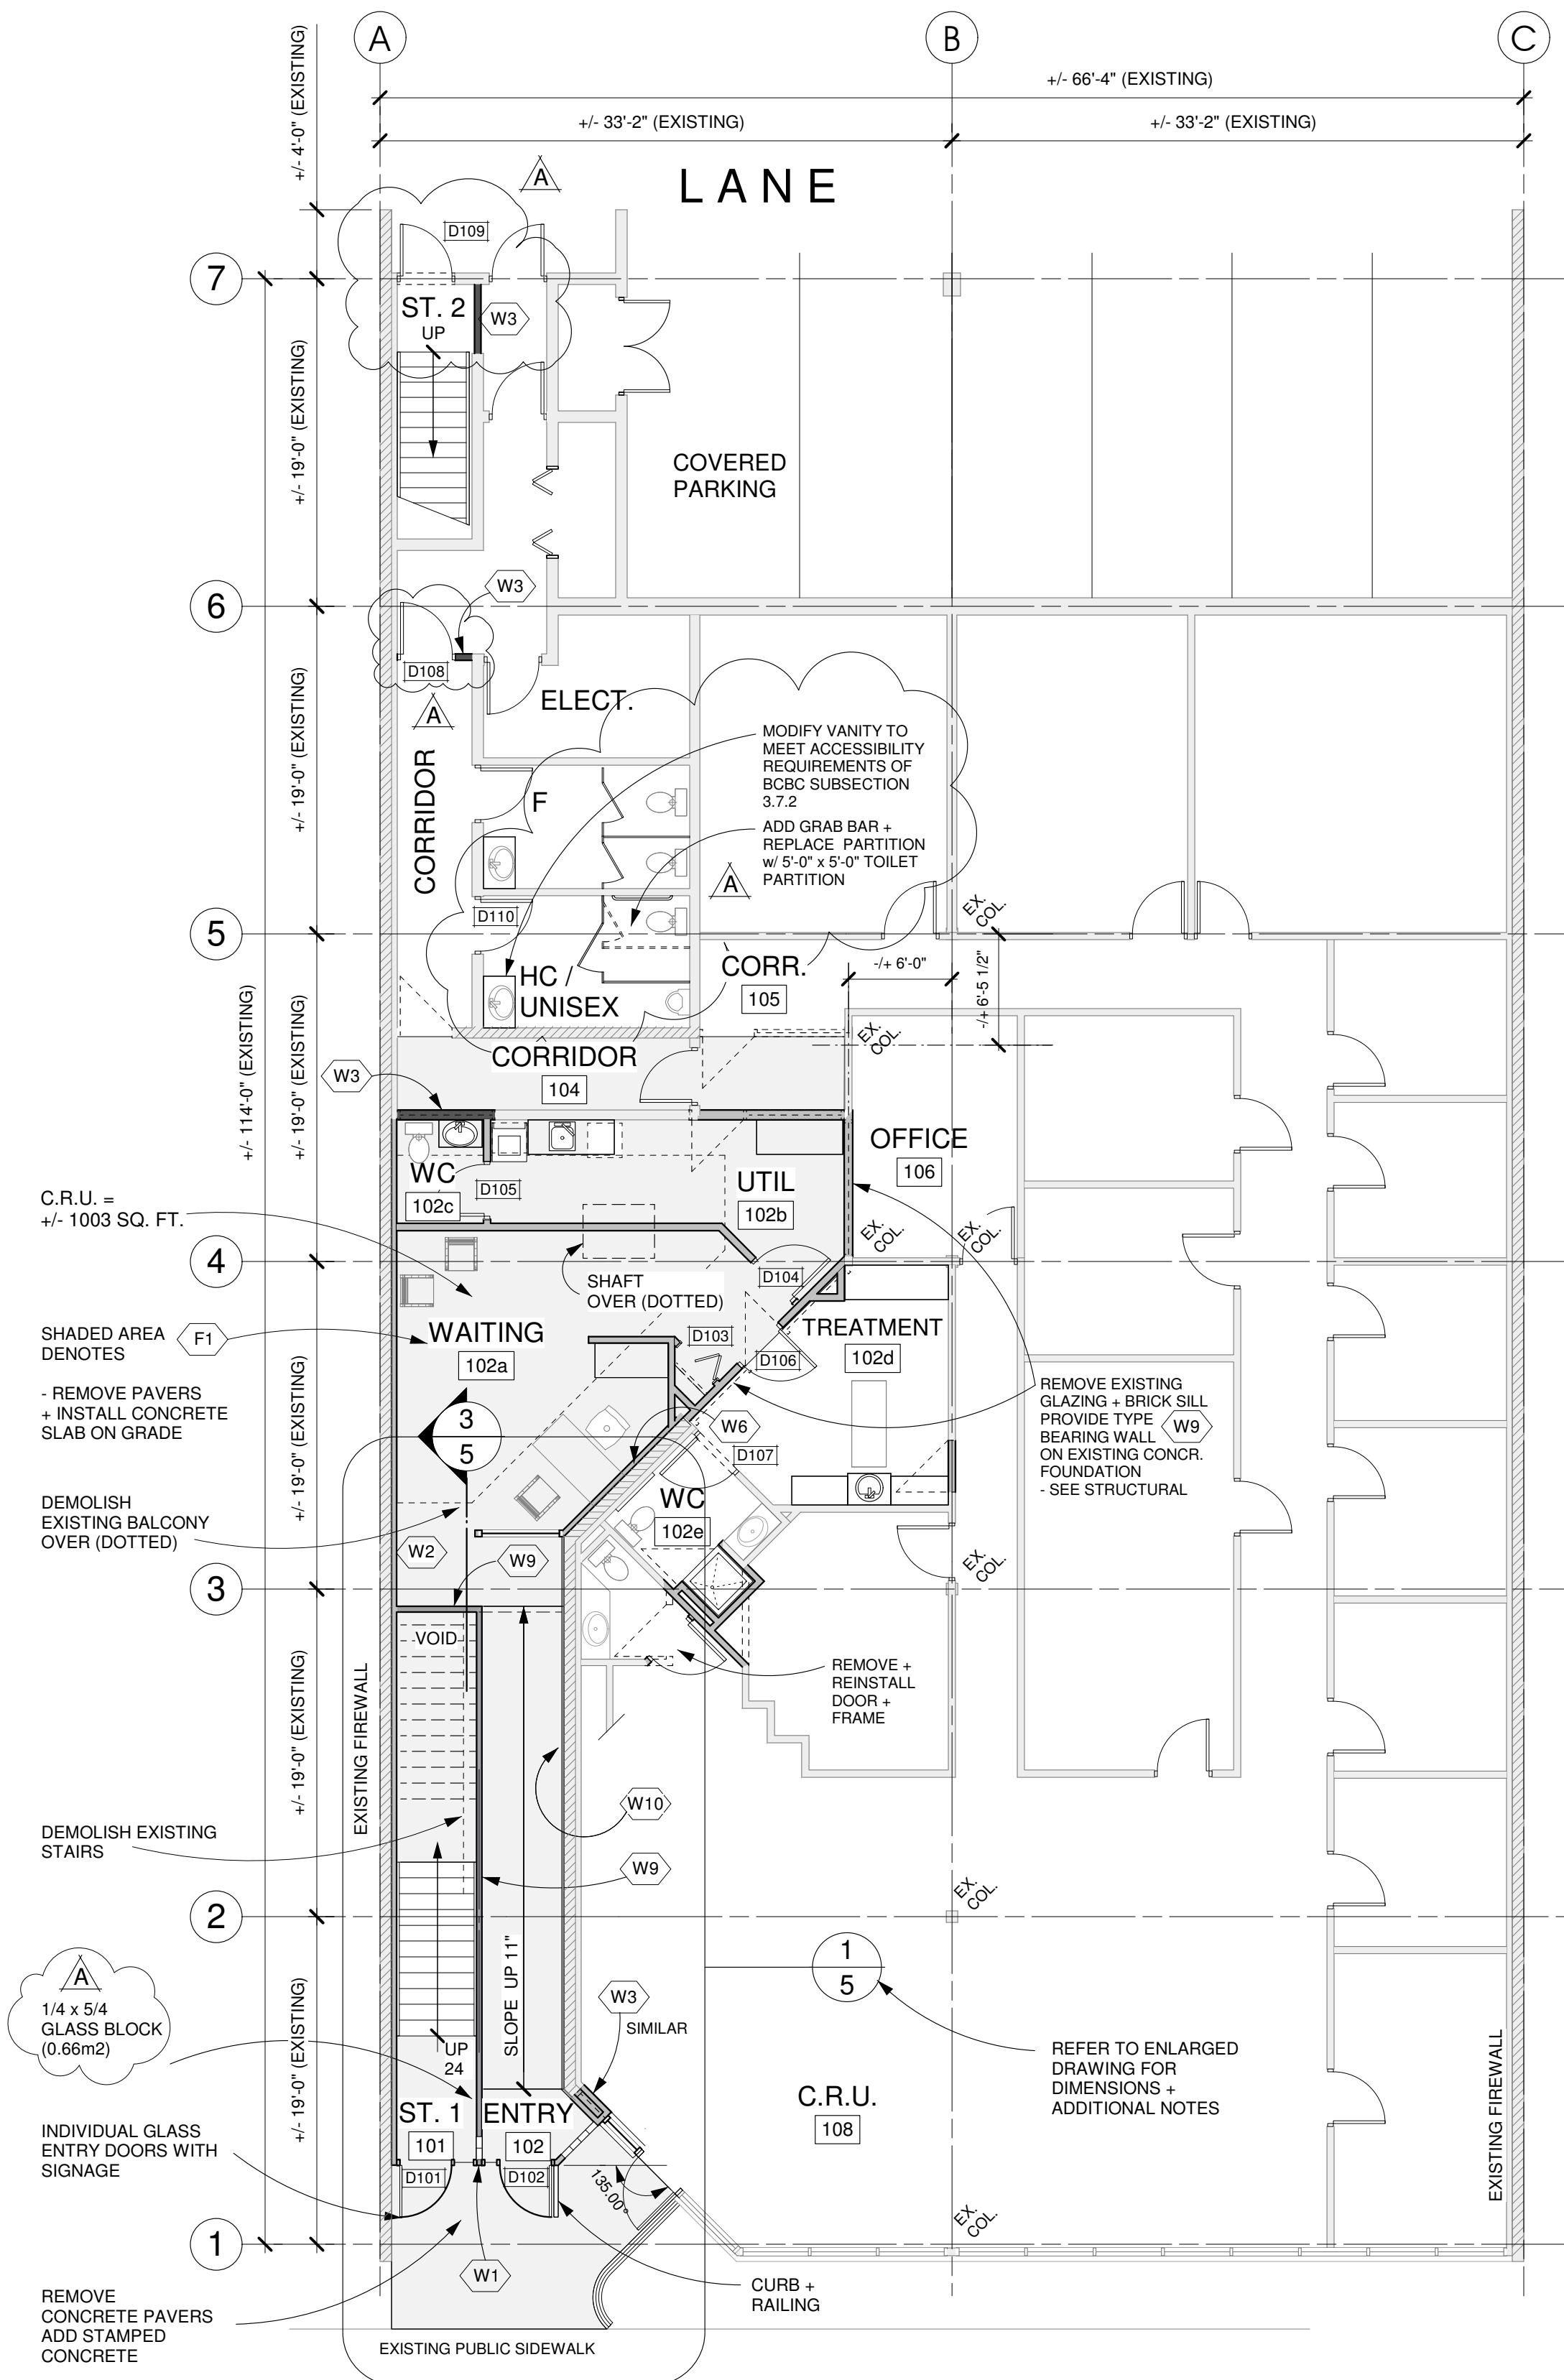 A
B
C
+/- 66'-4" (EXISTING)
+/- 33'-2" (EXISTING)
+/- 33'-2" (EXISTING)
+/- 4'-0" (EXISTING)
LANE
A
D109
7
ST. 2
UP
W3
+/- 19'-0" (EXISTING)
COVERED
PARKING
W3
6
D108
A
ELECT.
+/- 19'-0" (EXISTING)
CORRIDOR
F
MODIFY VANITY TO
MEET ACCESSIBILITY
REQUIREMENTS OF
BCBC SUBSECTION
3.7.2
ADD GRAB BAR +
REPLACE PARTITION
w/ 5'-0" x 5'-0" TOILET
PARTITION
A
D110
EX.
COL.
5
HC /
UNISEX
CORR.
105
-/+ 6'-0"
-/+ 6'-5 1/2"
EX.
COL.
+/- 114'-0" (EXISTING)
+/- 19'-0" (EXISTING)
CORRIDOR
104
W3
OFFICE
106
WC
102c
D105
UTIL
102b
C.R.U. =
+/- 1003 SQ. FT.
EX.
COL.
EX.
COL.
4
D104
SHAFT
OVER (DOTTED)
SHADED AREA
DENOTES
F1
- REMOVE PAVERS
+ INSTALL CONCRETE
SLAB ON GRADE
WAITING
102a
D103
D106
TREATMENT
102d
REMOVE EXISTING
GLAZING + BRICK SILL
PROVIDE TYPE
W9
BEARING WALL
ON EXISTING CONCR.
FOUNDATION
- SEE STRUCTURAL
3
5
W6
D107
+/- 19'-0" (EXISTING)
WC
102e
DEMOLISH
EXISTING BALCONY
OVER (DOTTED)
W2
W9
EX.
COL.
3
VOID
REMOVE +
REINSTALL
DOOR +
FRAME
EXISTING FIREWALL
+/- 19'-0" (EXISTING)
W10
DEMOLISH EXISTING
STAIRS
W9
EX.
COL.
2
SLOPE UP 11"
1
5
A
1/4 x 5/4
GLASS BLOCK
(0.66m2)
W3
SIMILAR
UP
24
REFER TO ENLARGED
DRAWING FOR
DIMENSIONS +
ADDITIONAL NOTES
EXISTING FIREWALL
+/- 19'-0" (EXISTING)
ST. 1
101
ENTRY
102
C.R.U.
108
INDIVIDUAL GLASS
ENTRY DOORS WITH
SIGNAGE
D101
D102
135.00°
EX.
COL.
1
W1
REMOVE
CONCRETE PAVERS
ADD STAMPED
CONCRETE
CURB +
RAILING
EXISTING PUBLIC SIDEWALK